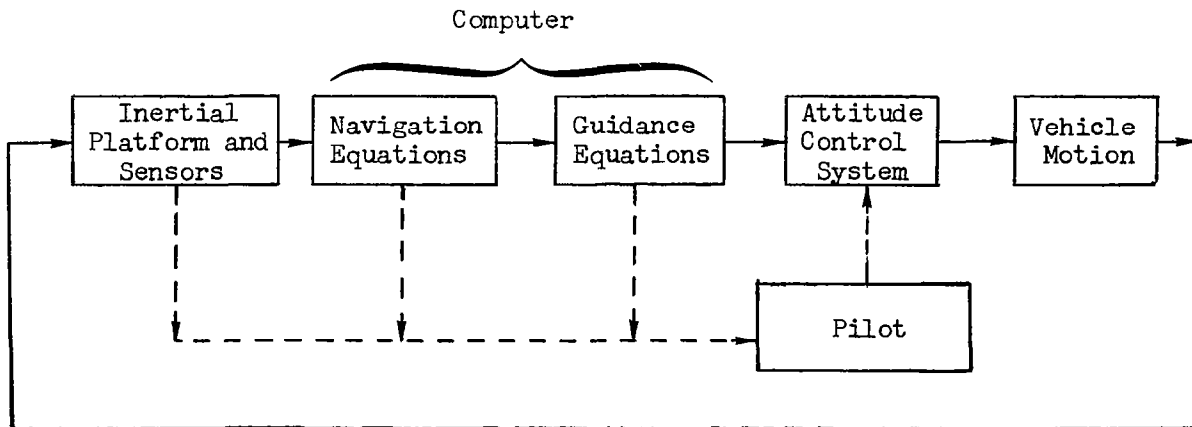 Computer
Inertial
Platform and
Sensors
Navigation
Equations
Guidance
Equations
Attitude
Control
System
Vehicle
Motion
Pilot